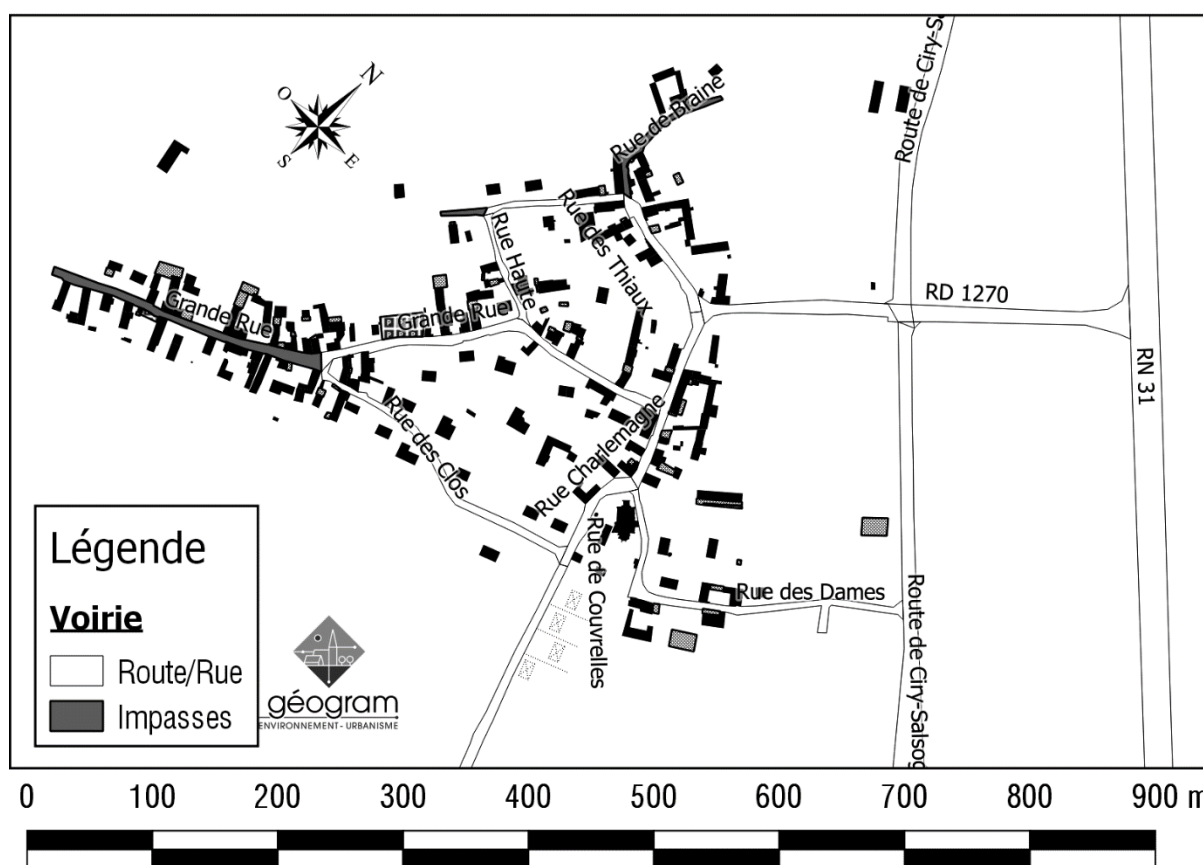 N
O
S
E
Route de Ciry-Sa
Rue de Braine
Rue des Thiaux
Rue Haute
Grande Rue
Grande Rue
RD 1270
RN 31
Rue des Clos
Rue Charlemagne
Rue de Couvrelles
Rue des Dames
Route de Ciry-Salsog
Légende
Voirie
Route/Rue
Impasses
géogram
ENVIRONNEMENT - URBANISME
0 100 200 300 400 500 600 700 800 900 m